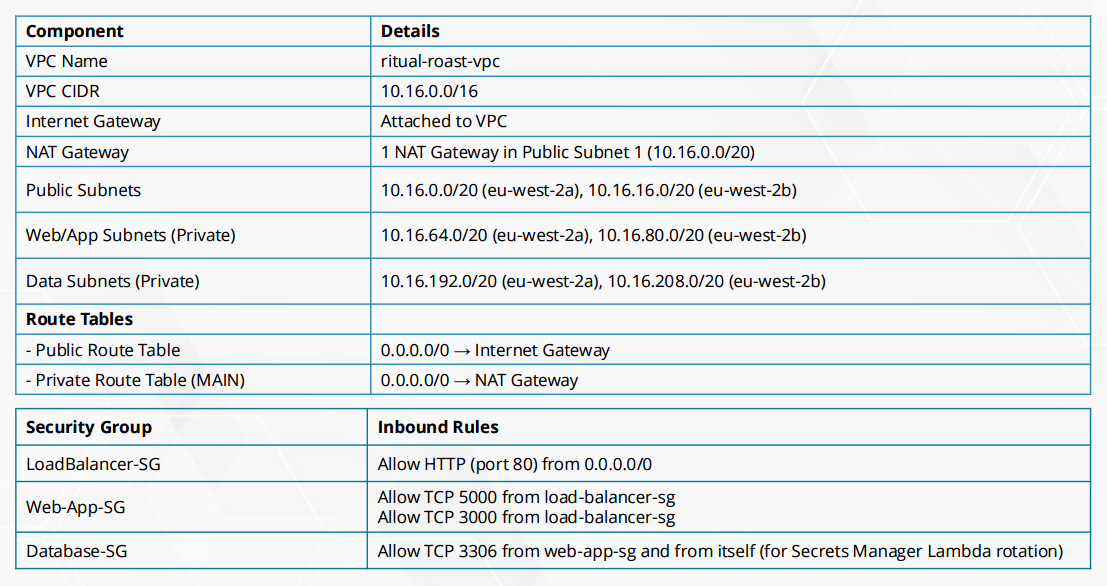 Component Details
VPC Name ritual-roast-vpc
VPC CIDR 10.16.0.0/16
Internet Gateway Attached to VPC
NAT Gateway 1 NAT Gateway in Public Subnet 1 (10.16.0.0/20)
Public Subnets 10.16.0.0/20 (eu-west-2a), 10.16.16.0/20 (eu-west-2b)
Web/App Subnets (Private) 10.16.64.0/20 (eu-west-2a), 10.16.80.0/20 (eu-west-2b)
Data Subnets (Private) 10.16.192.0/20 (eu-west-2a), 10.16.208.0/20 (eu-west-2b)
Route Tables
- Public Route Table 0.0.0.0/0 → Internet Gateway
- Private Route Table (MAIN) 0.0.0.0/0 → NAT Gateway
Security Group Inbound Rules
LoadBalancer-SG Allow HTTP (port 80) from 0.0.0.0/0
Web-App-SG Allow TCP 5000 from load-balancer-sg
Allow TCP 3000 from load-balancer-sg
Database-SG Allow TCP 3306 from web-app-sg and from itself (for Secrets Manager Lambda rotation)